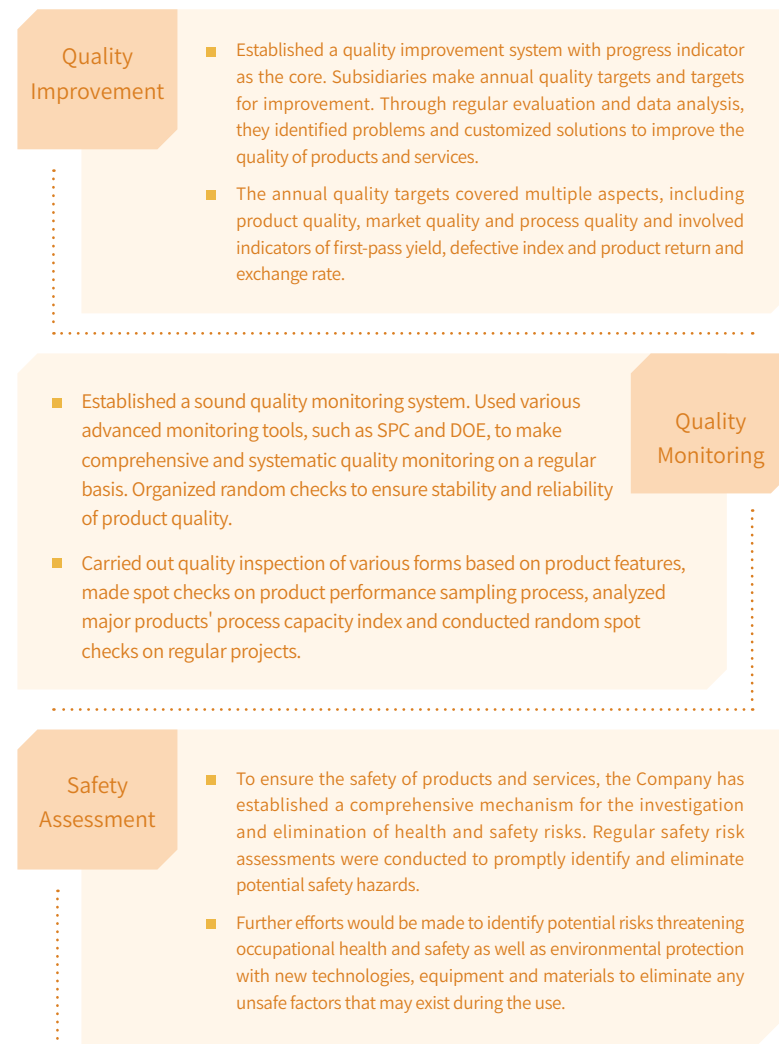 Quality
Improvement
Established a quality improvement system with progress indicator
as the core. Subsidiaries make annual quality targets and targets
for improvement. Through regular evaluation and data analysis,
they identified problems and customized solutions to improve the
quality of products and services.
The annual quality targets covered multiple aspects, including
product quality, market quality and process quality and involved
indicators of first-pass yield, defective index and product return and
exchange rate.
Quality
Monitoring
Established a sound quality monitoring system. Used various
advanced monitoring tools, such as SPC and DOE, to make
comprehensive and systematic quality monitoring on a regular
basis. Organized random checks to ensure stability and reliability
of product quality.
Carried out quality inspection of various forms based on product features,
made spot checks on product performance sampling process, analyzed
major products' process capacity index and conducted random spot
checks on regular projects.
Safety
Assessment
To ensure the safety of products and services, the Company has
established a comprehensive mechanism for the investigation
and elimination of health and safety risks. Regular safety risk
assessments were conducted to promptly identify and eliminate
potential safety hazards.
Further efforts would be made to identify potential risks threatening
occupational health and safety as well as environmental protection
with new technologies, equipment and materials to eliminate any
unsafe factors that may exist during the use.